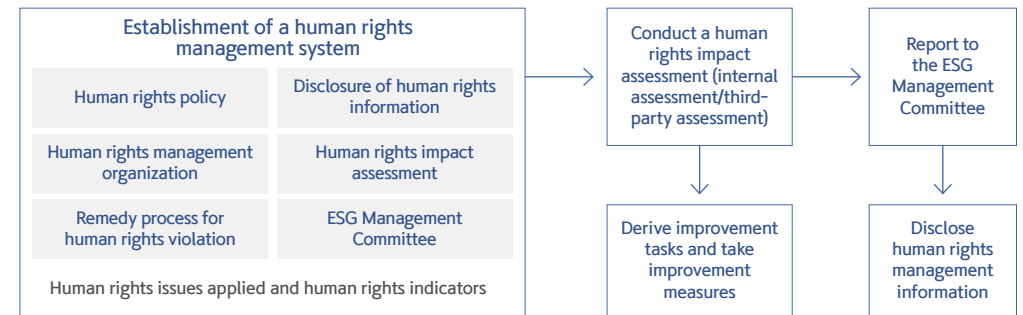 Establishment of a human rights
management system
Human rights policy
Disclosure of human rights
information
Human rights management
organization
Human rights impact
assessment
Remedy process for
human rights violation
ESG Management
Committee
Human rights issues applied and human rights indicators
Conduct a human
rights impact
assessment (internal
assessment/third-
party assessment)
Report to
the ESG
Management
Committee
Derive improvement
tasks and take
improvement
measures
Disclose
human rights
management
information